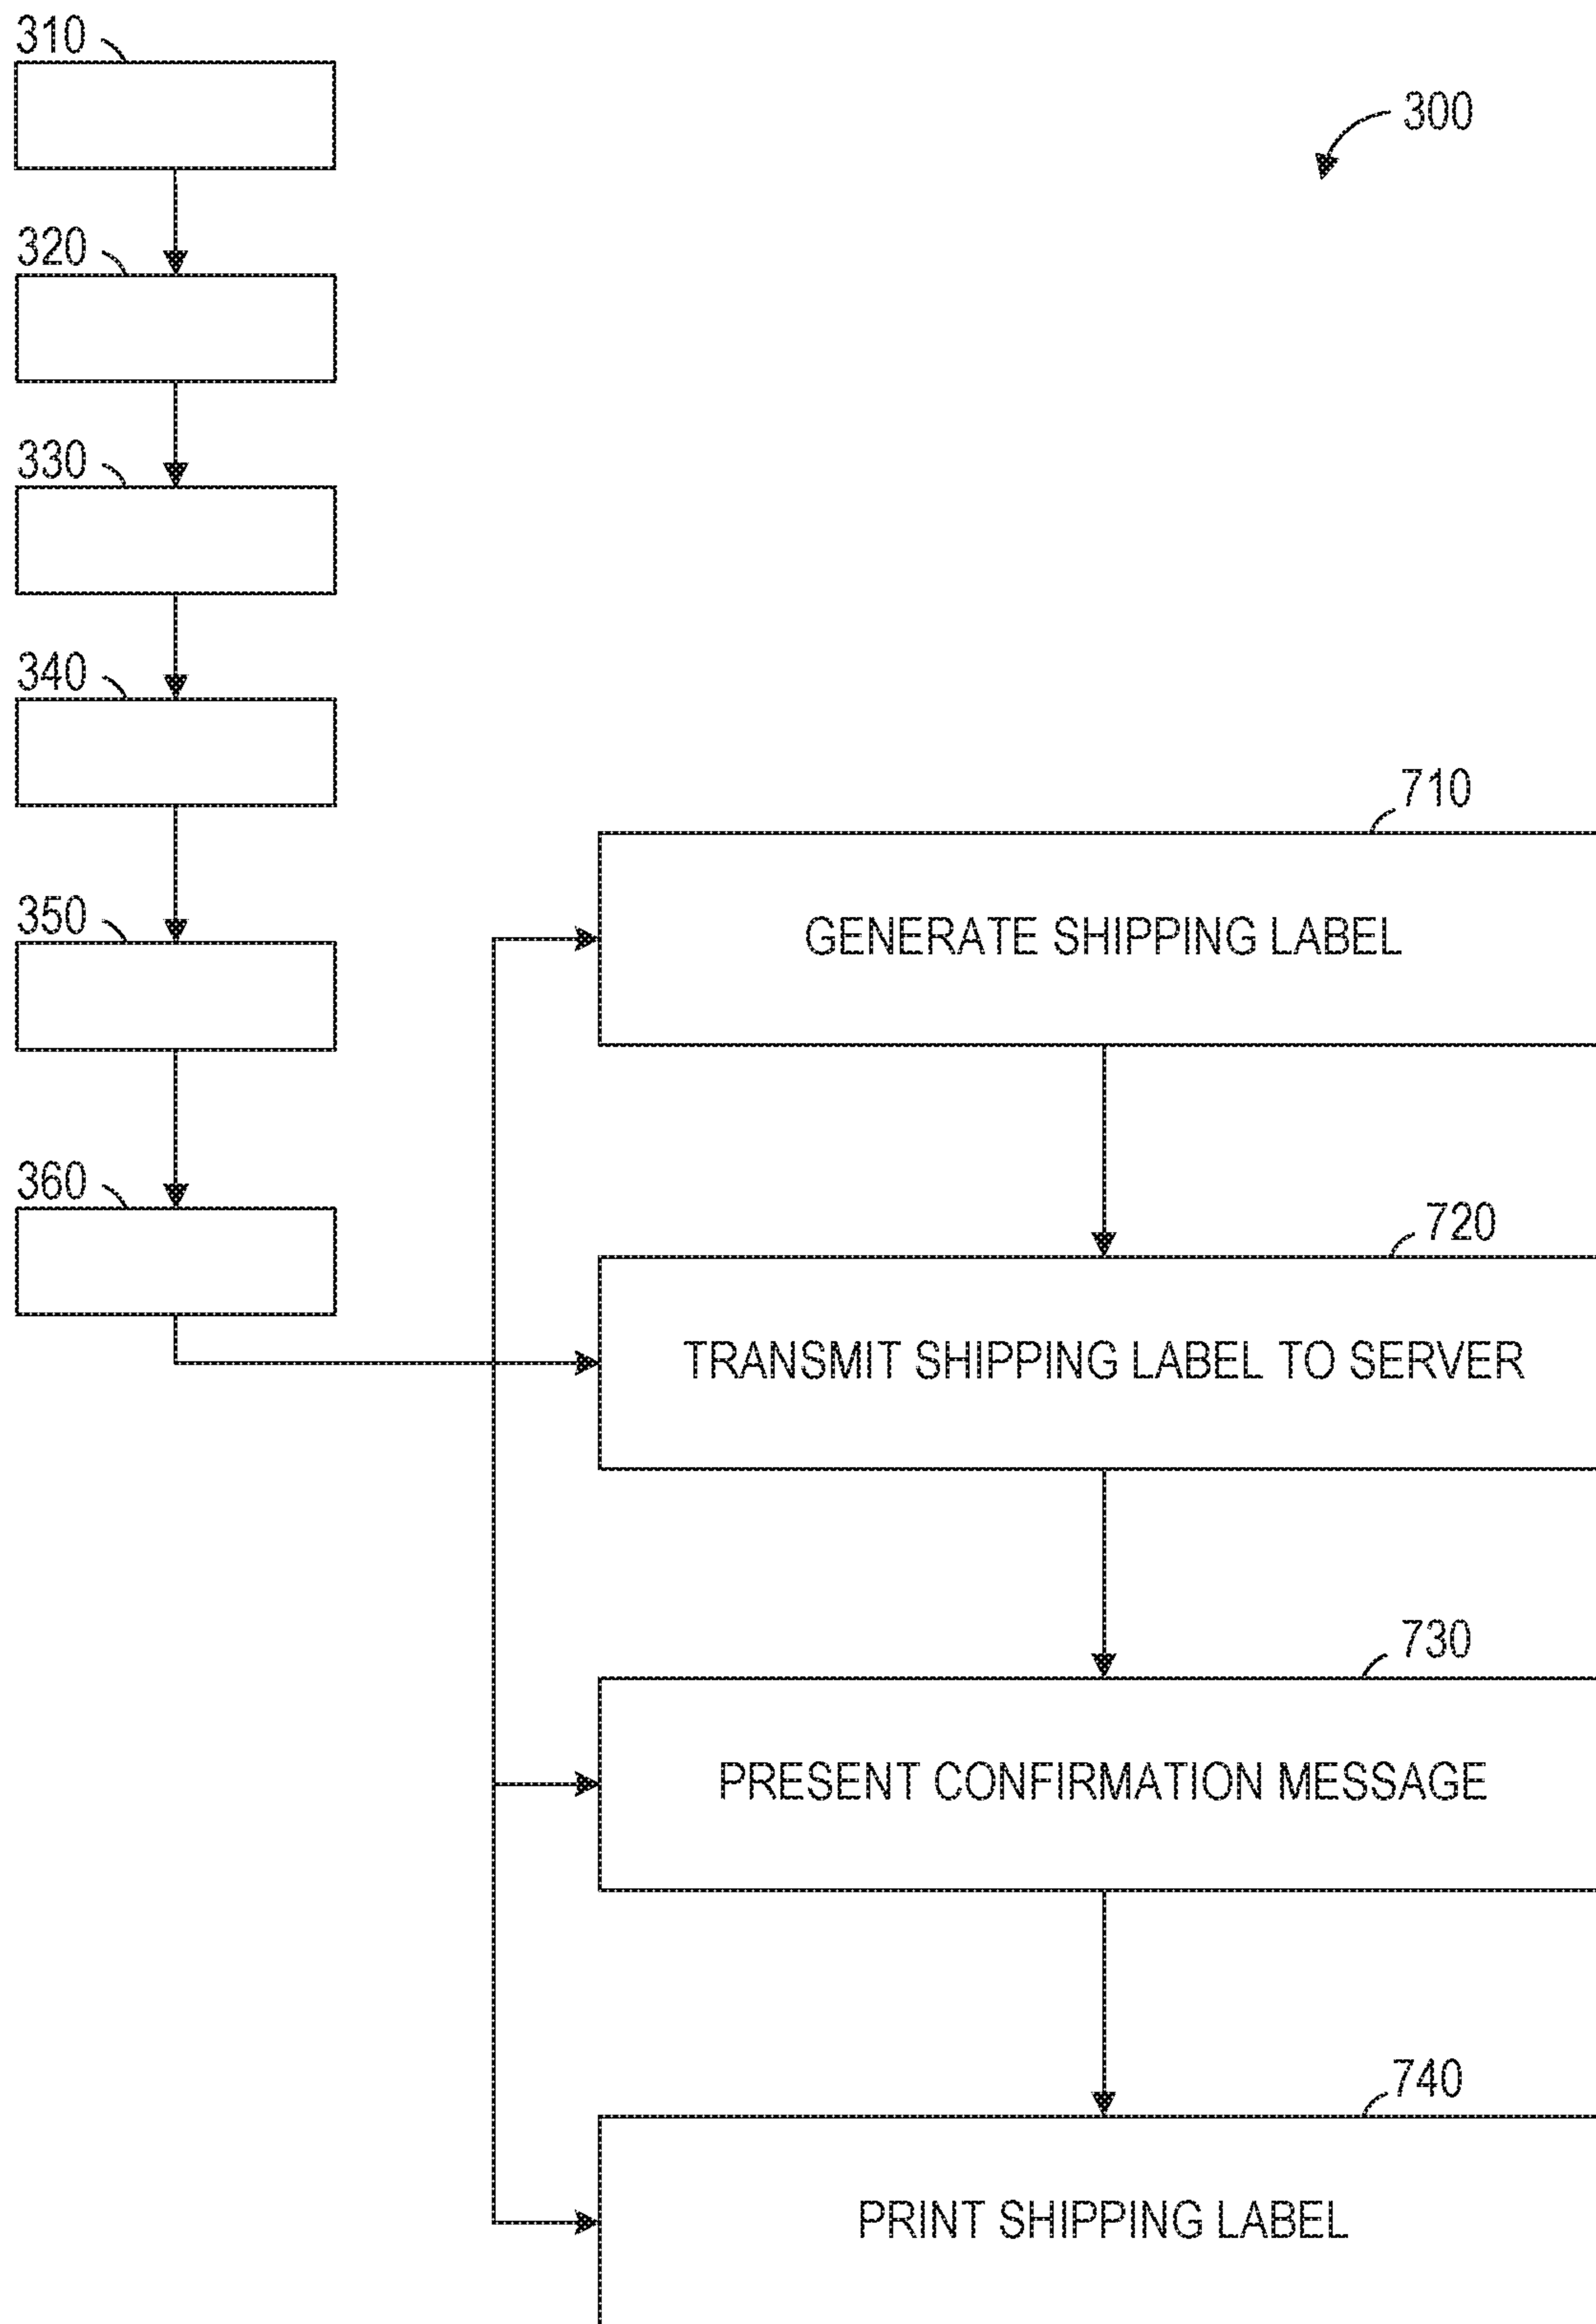 310
300
320
330
340
710
350
GENERATE SHIPPING LABEL
360
720
TRANSMIT SHIPPING LABEL TO SERVER
730
PRESENT CONFIRMATION MESSAGE
740
PRINT SHIPPING LABEL